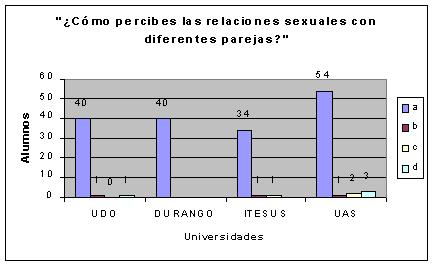 "¿Cómo percibes las relaciones sexuales con
diferentes parejas?"
60
50
40
30
20
10
0
Alumnos
40
1
0
1
40
34
1
1
54
1
2
3
UDO
DURANGO
ITESUS
UAS
Universidades
a
b
c
d